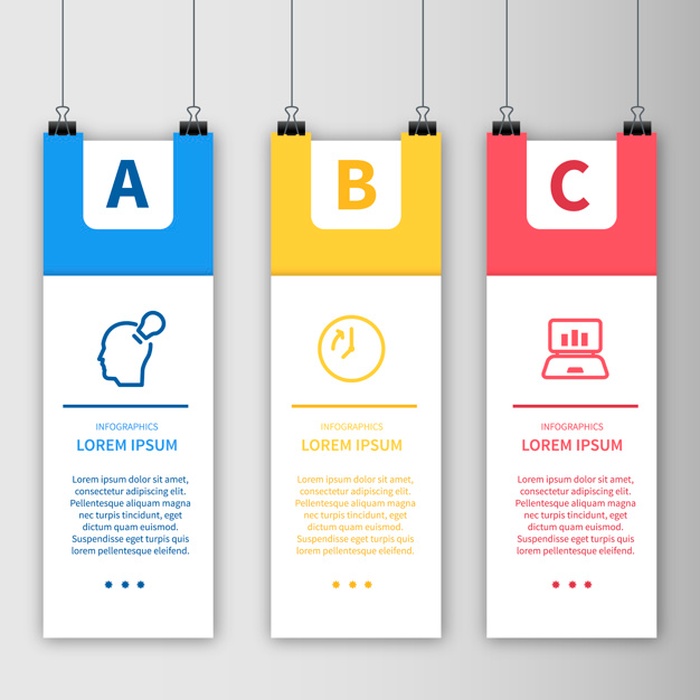 A
INFOGRAPHICS
LOREM IPSUM
Lorem ipsum dolor sit amet,
consectetur adipiscing elit.
Pellentesque aliquam magna
nec turpis tincidunt, eget
dictum quam euismod.
Suspendisse eget turpis eget
lorem pellentesque eleifend.
B
INFOGRAPHICS
LOREM IPSUM
Lorem ipsum dolor sit amet,
consectetur adipiscing elit.
Pellentesque aliquam magna
nec turpis tincidunt, eget
dictum quam euismod.
Suspendisse eget turpis eget
lorem pellentesque eleifend.
C
INFOGRAPHICS
LOREM IPSUM
Lorem ipsum dolor sit amet,
consectetur adipiscing elit.
Pellentesque aliquam magna
nec turpis tincidunt, eget
dictum quam euismod.
Suspendisse eget turpis eget
lorem pellentesque eleifend.